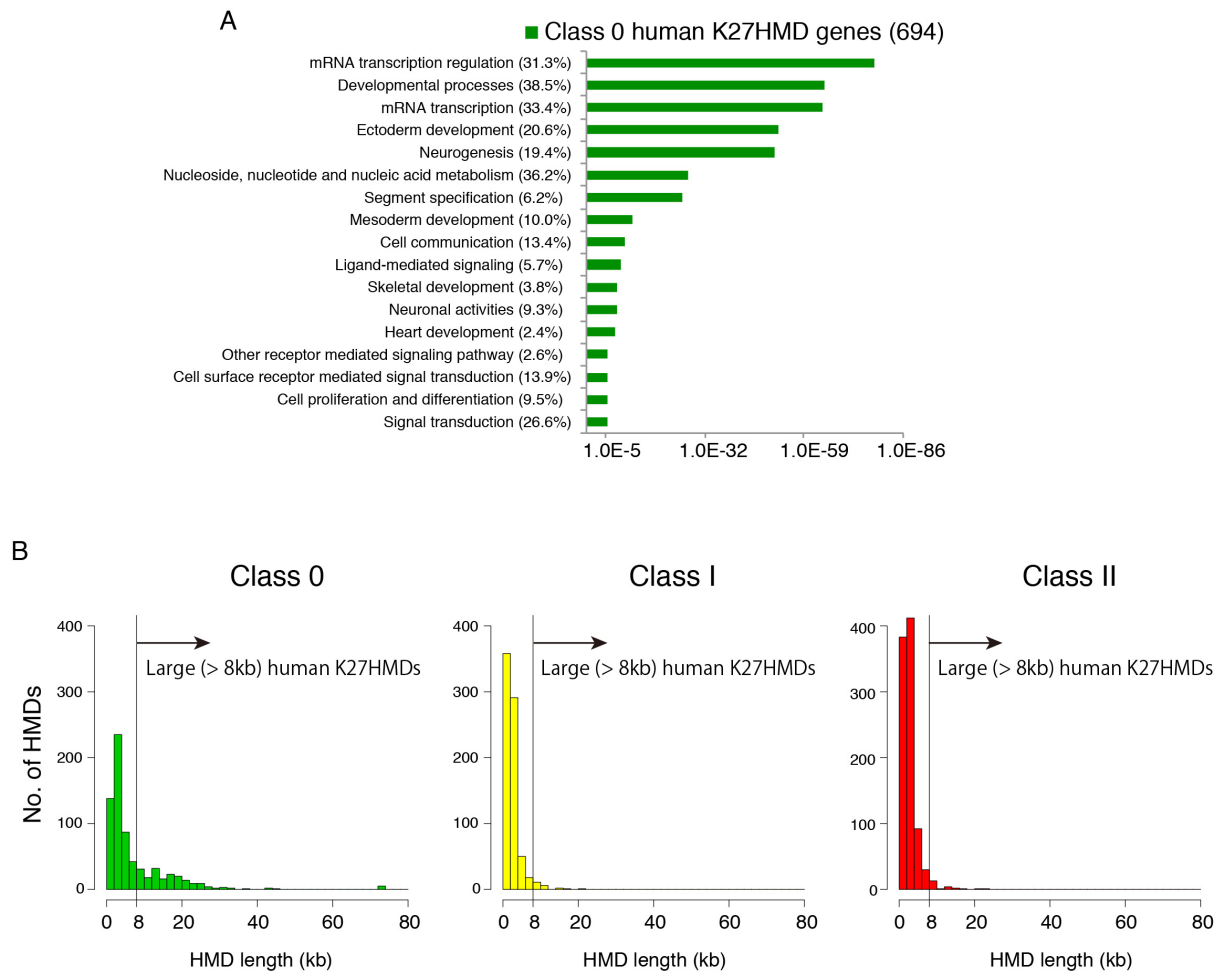 A
Class 0 human K27HMD genes (694)
mRNA transcription regulation (31.3%)
Developmental processes (38.5%)
mRNA transcription (33.4%)
Ectoderm development (20.6%)
Neurogenesis (19.4%)
Nucleoside, nucleotide and nucleic acid metabolism (36.2%)
Segment specification (6.2%)
Mesoderm development (10.0%)
Cell communication (13.4%)
Ligand-mediated signaling (5.7%)
Skeletal development (3.8%)
Neuronal activities (9.3%)
Heart development (2.4%)
Other receptor mediated signaling pathway (2.6%)
Cell surface receptor mediated signal transduction (13.9%)
Cell proliferation and differentiation (9.5%)
Signal transduction (26.6%)
1.0E-5 1.0E-32 1.0E-59 1.0E-86
B
Class 0
No. of HMDs
400
300
200
100
0
Large (> 8kb) human K27HMDs
0 8 20 40 60 80
HMD length (kb)
Class I
400
300
200
100
0
Large (> 8kb) human K27HMDs
0 8 20 40 60 80
HMD length (kb)
Class II
400
300
200
100
0
Large (> 8kb) human K27HMDs
0 8 20 40 60 80
HMD length (kb)